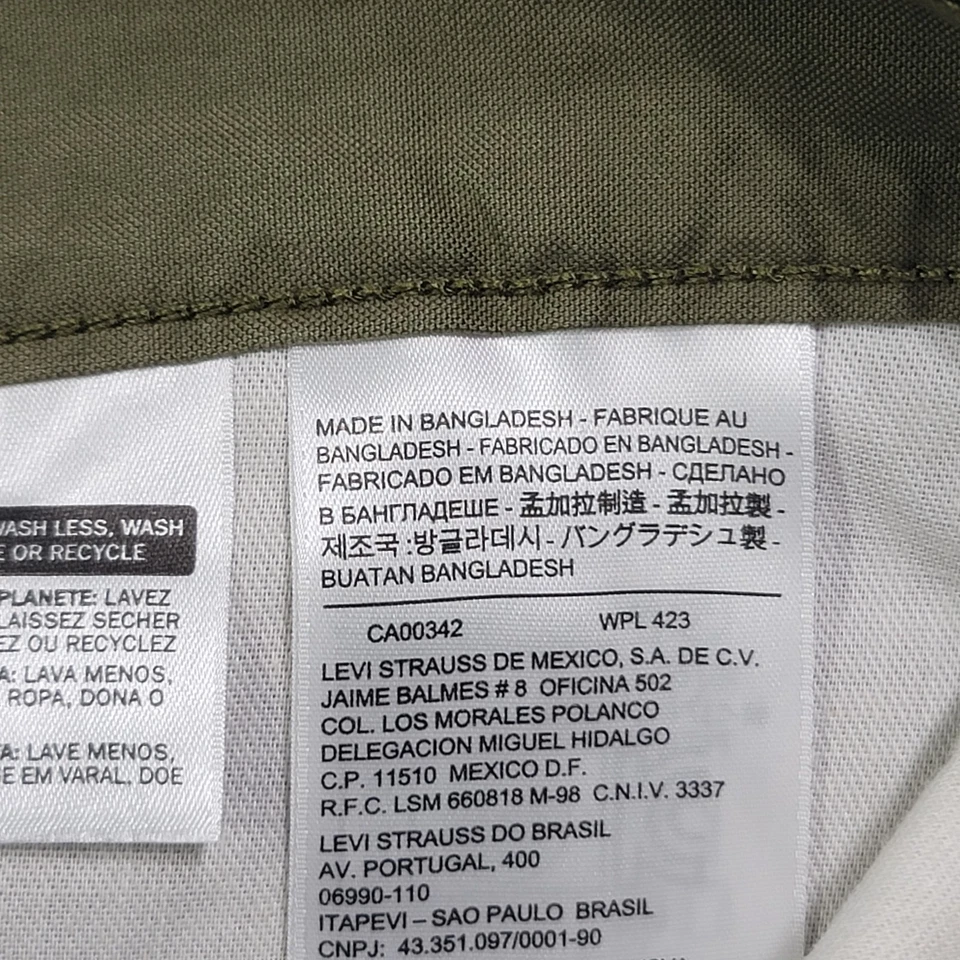 WASH LESS, WASH
OR RECYCLE
PLANETE: LAVEZ
LAISSEZ SECHER
OU RECYCLEZ
LAVA MENOS,
ROPA, DONA O
LAVE MENOS,
EM VARAL, DOE
MADE IN BANGLADESH - FABRIQUE AU
BANGLADESH - FABRICADO EN BANGLADESH -
FABRICADO EM BANGLADESH - СДЕЛАНО
В БАНГЛАДЕШЕ - 孟加拉制造 - 孟加拉製 -
제조국 :방글라데시 - バングラデシュ製 -
BUATAN BANGLADESH
CA00342 WPL 423
LEVI STRAUSS DE MEXICO, S.A. DE C.V.
JAIME BALMES # 8 OFICINA 502
COL. LOS MORALES POLANCO
DELEGACION MIGUEL HIDALGO
C.P. 11510 MEXICO D.F.
R.F.C. LSM 660818 M-98 C.N.I.V. 3337
LEVI STRAUSS DO BRASIL
AV. PORTUGAL, 400
06990-110
ITAPEVI – SAO PAULO BRASIL
CNPJ: 43.351.097/0001-90